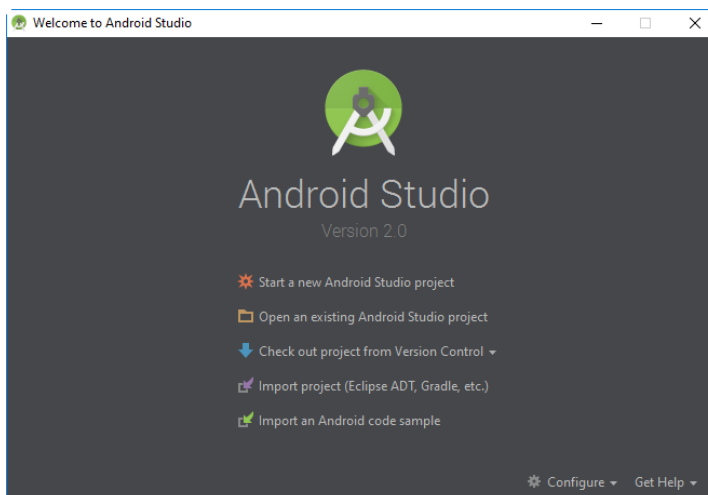 Welcome to Android Studio
Android Studio
Version 2.0
Start a new Android Studio project
Open an existing Android Studio project
Check out project from Version Control
Import project (Eclipse ADT, Gradle, etc.)
Import an Android code sample
Configure Get Help